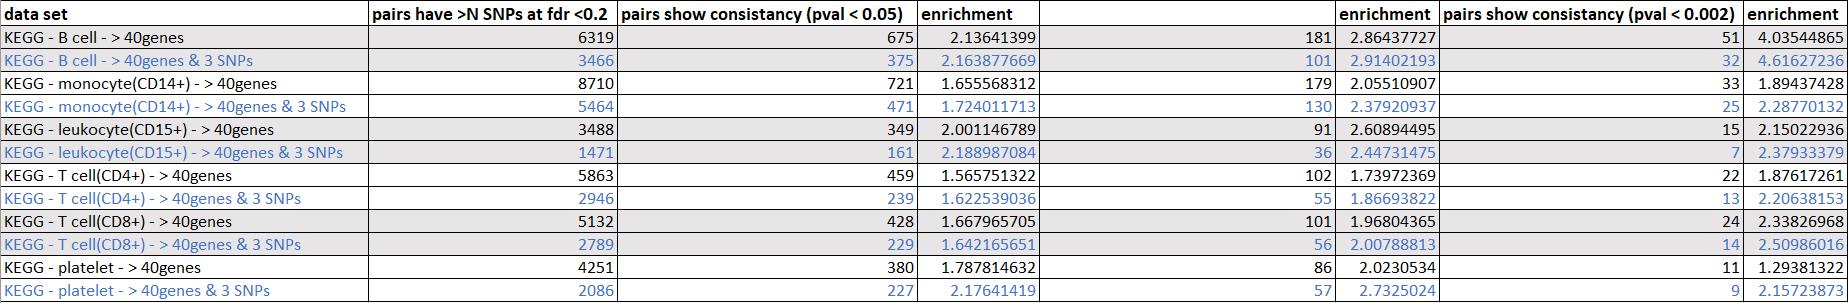 data set pairs have >N SNPs at fdr <0.2 pairs show consistancy (pval < 0.05) enrichment enrichment pairs show consistancy (pval < 0.002) enrichment
KEGG - B cell - > 40genes 6319 675 2.13641399 181 2.86437727 51 4.03544865
KEGG - B cell - > 40genes & 3 SNPs 3466 375 2.163877669 101 2.91402193 32 4.61627236
KEGG - monocyte(CD14+) - > 40genes 8710 721 1.655568312 179 2.05510907 33 1.89437428
KEGG - monocyte(CD14+) - > 40genes & 3 SNPs 5464 471 1.724011713 130 2.37920937 25 2.28770132
KEGG - leukocyte(CD15+) - > 40genes 3488 349 2.001146789 91 2.60894495 15 2.15022936
KEGG - leukocyte(CD15+) - > 40genes & 3 SNPs 1471 161 2.188987084 36 2.44731475 7 2.37933379
KEGG - T cell(CD4+) - > 40genes 5863 459 1.565751322 102 1.73972369 22 1.87617261
KEGG - T cell(CD4+) - > 40genes & 3 SNPs 2946 239 1.622539036 55 1.86693822 13 2.20638153
KEGG - T cell(CD8+) - > 40genes 5132 428 1.667965705 101 1.96804365 24 2.33826968
KEGG - T cell(CD8+) - > 40genes & 3 SNPs 2789 229 1.642165651 56 2.00788813 14 2.50986016
KEGG - platelet - > 40genes 4251 380 1.787814632 86 2.0230534 11 1.29381322
KEGG - platelet - > 40genes & 3 SNPs 2086 227 2.17641419 57 2.7325024 9 2.15723873